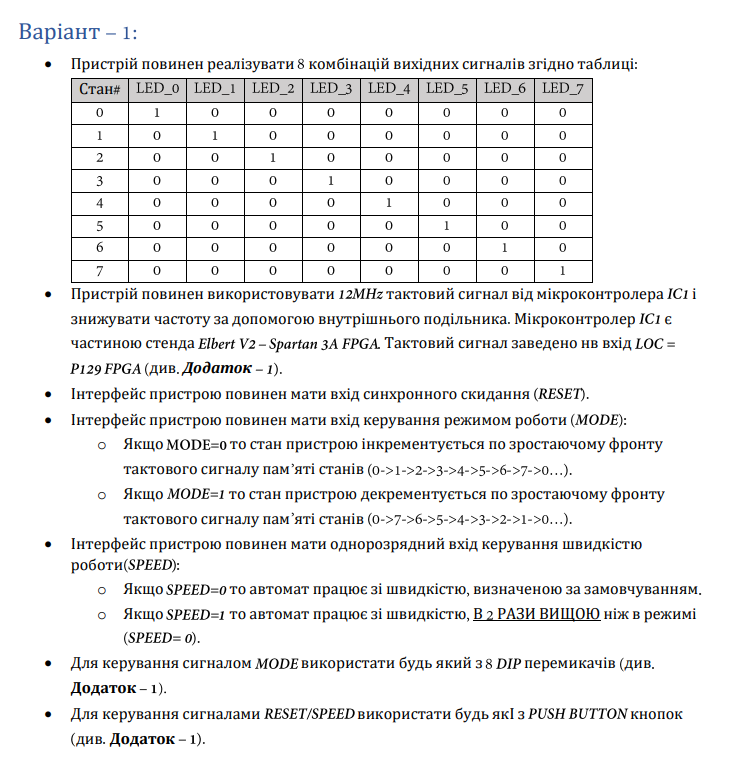 Варіант – 1:
• Пристрій повинен реалізувати 8 комбінацій вихідних сигналів згідно таблиці:
Стан# LED_0 LED_1 LED_2 LED_3 LED_4 LED_5 LED_6 LED_7
0 1 0 0 0 0 0 0 0
1 0 1 0 0 0 0 0 0
2 0 0 1 0 0 0 0 0
3 0 0 0 1 0 0 0 0
4 0 0 0 0 1 0 0 0
5 0 0 0 0 0 1 0 0
6 0 0 0 0 0 0 1 0
7 0 0 0 0 0 0 0 1
• Пристрій повинен використовувати 12MHz тактовий сигнал від мікроконтролера IC1 і
знижувати частоту за допомогою внутрішнього подільника. Мікроконтролер IC1 є
частиною стенда Elbert V2 – Spartan 3A FPGA. Тактовий сигнал заведено нв вхід LOC =
P129 FPGA (див. Додаток – 1).
• Інтерфейс пристрою повинен мати вхід синхронного скидання (RESET).
• Інтерфейс пристрою повинен мати вхід керування режимом роботи (MODE):
o Якщо MODE=0 то стан пристрою інкрементується по зростаючому фронту
тактового сигналу пам’яті станів (0->1->2->3->4->5->6->7->0...).
o Якщо MODE=1 то стан пристрою декрементується по зростаючому фронту
тактового сигналу пам’яті станів (0->7->6->5->4->3->2->1->0...).
• Інтерфейс пристрою повинен мати однорозрядний вхід керування швидкістю
роботи(SPEED):
o Якщо SPEED=0 то автомат працює зі швидкістю, визначеною за замовчуванням.
o Якщо SPEED=1 то автомат працює зі швидкістю, В 2 РАЗИ ВИЩОЮ ніж в режимі
(SPEED= 0).
• Для керування сигналом MODE використати будь який з 8 DIP перемикачів (див.
Додаток – 1).
• Для керування сигналами RESET/SPEED використати будь якІ з PUSH BUTTON кнопок
(див. Додаток – 1).